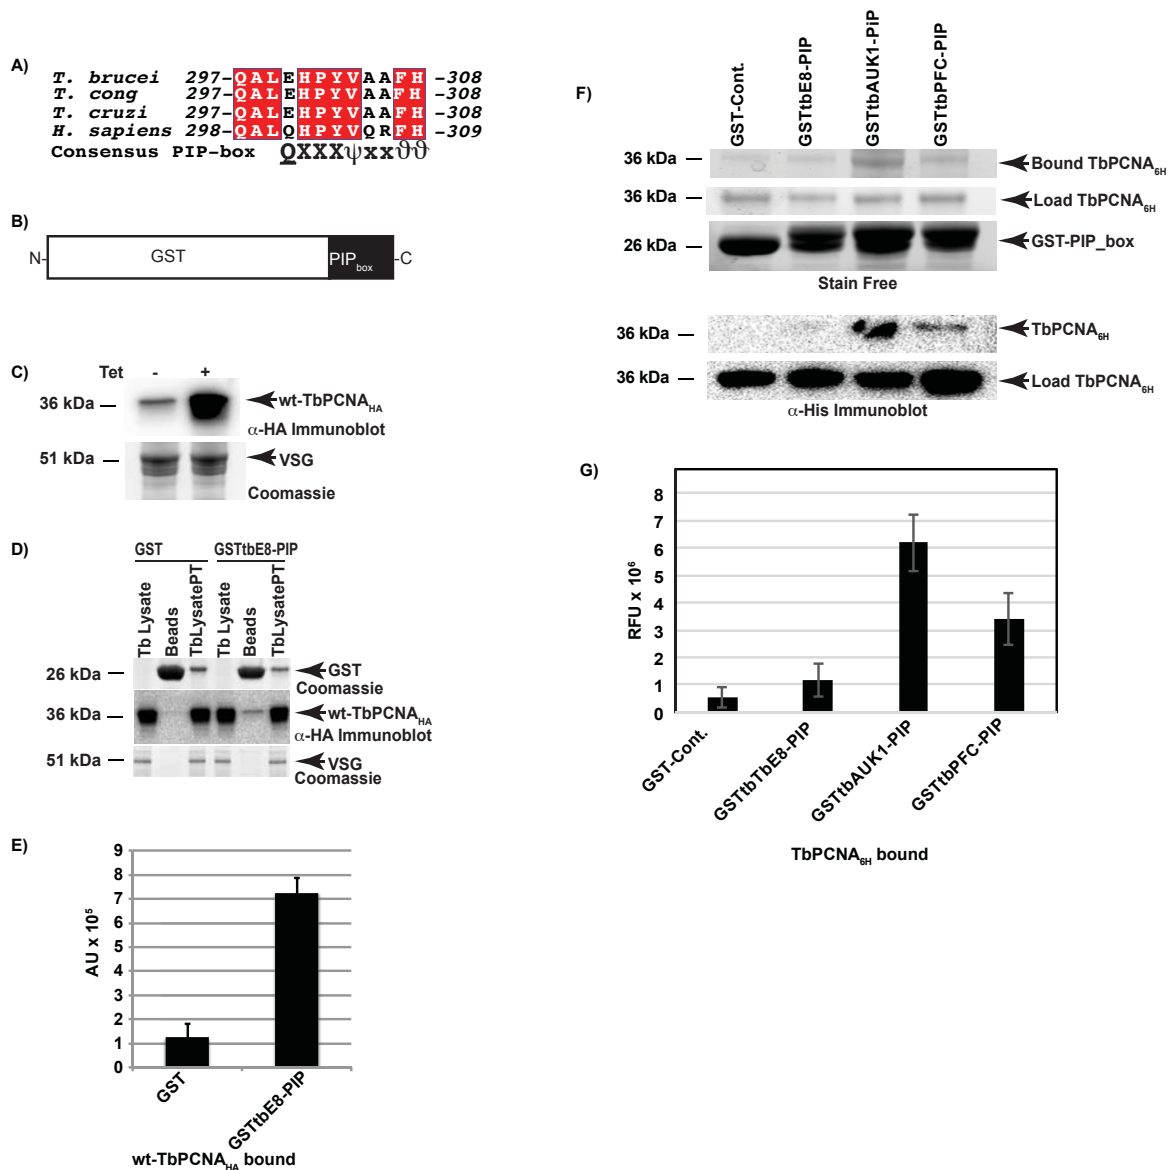 A)
T. brucei 297-QALEHPYVAAFH-308
T. cong 297-QALEHPYVAAFH-308
T. cruzi 297-QALEHPYVAAFH-308
H. sapiens 298-QALQHPYVQRFH-309
Consensus PIP-box QXXXψxxϑϑ
B)
N- GST PIPbox -C
C)
Tet - +
36 kDa wt-TbPCNAHA
α-HA Immunoblot
51 kDa VSG
Coomassie
D)
GST GSTtbE8-PIP
Tb Lysate
Beads
TbLysatePT
Tb Lysate
Beads
TbLysatePT
26 kDa GST
Coomassie
36 kDa wt-TbPCNAHA
α-HA Immunoblot
51 kDa VSG
Coomassie
E)
AU x 10⁵
9
8
7
6
5
4
3
2
1
0
GST
GSTtbE8-PIP
wt-TbPCNAHA bound
F)
GST-Cont.
GSTtbE8-PIP
GSTtbAUK1-PiP
GSTtbPFC-PIP
36 kDa Bound TbPCNA6H
36 kDa Load TbPCNA6H
26 kDa GST-PIP_box
Stain Free
36 kDa TbPCNA6H
36 kDa Load TbPCNA6H
α-His Immunoblot
G)
RFU x 10⁶
8
7
6
5
4
3
2
1
0
GST-Cont.
GSTtbTbE8-PIP
GSTtbAUK1-PIP
GSTtbPFC-PIP
TbPCNA6H bound